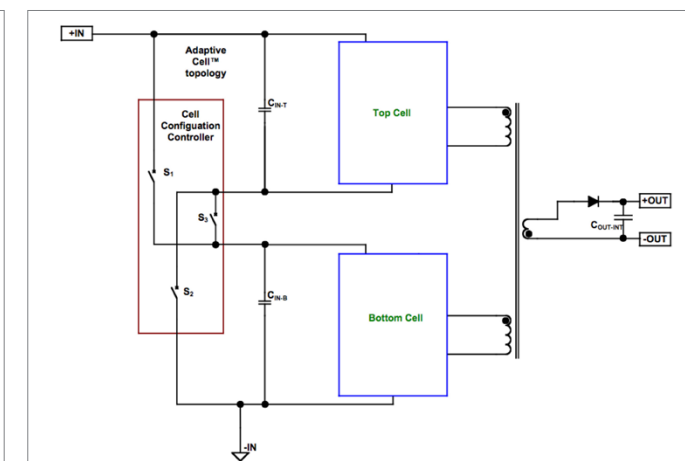 +IN
Adaptive
Cell™
topology
Cell
Configuation
Controller
CIN-T
Top Cell
S1
S3
+OUT
COUT-INT
-OUT
S2
CIN-B
Bottom Cell
-IN